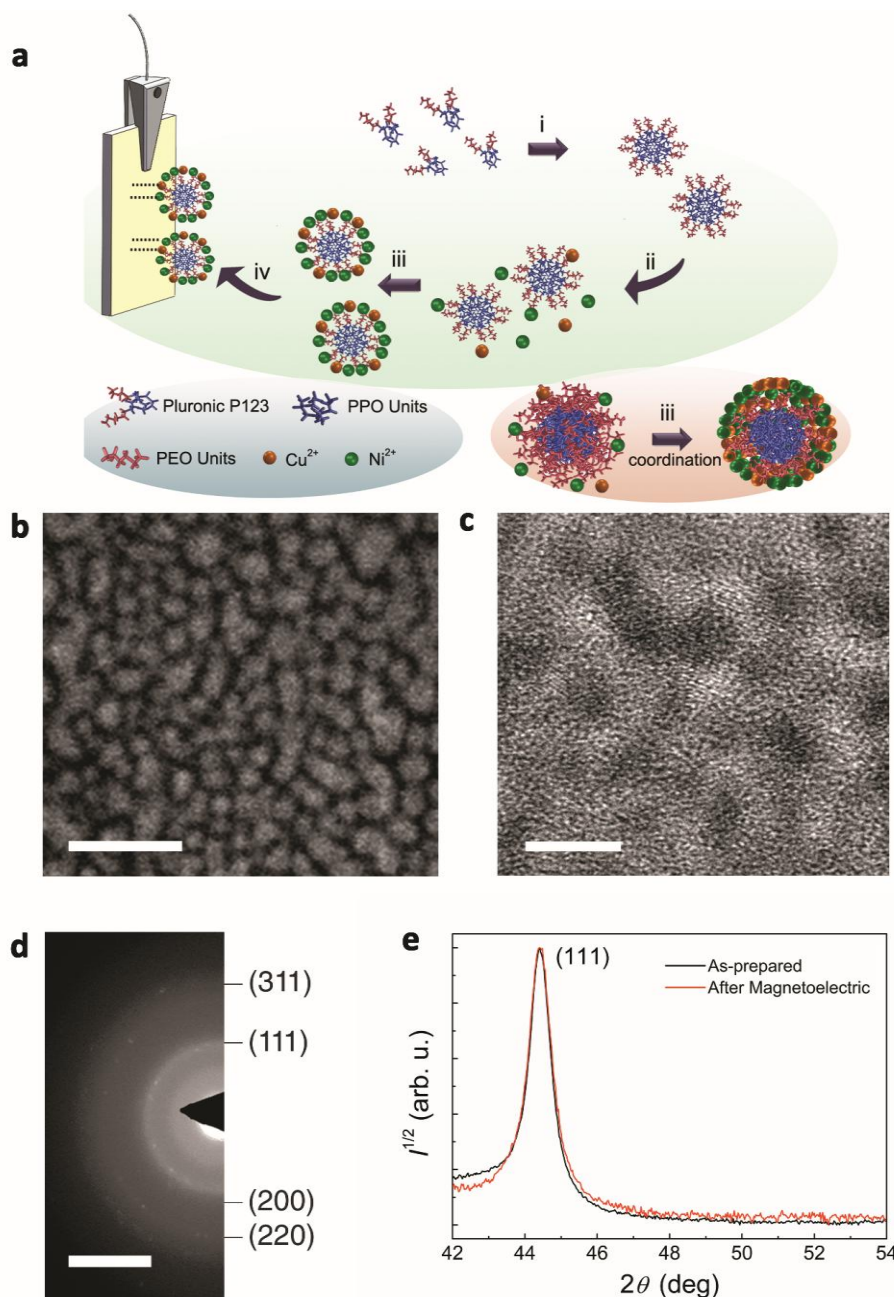 a
i
ii
iii
iv
Pluronic P123
PPO Units
PEO Units
Cu²⁺
Ni²⁺
iii
coordination
b
c
d
(311)
(111)
(200)
(220)
e
(111)
As-prepared
After Magnetoelectric
I^{1/2} (arb. u.)
42 44 46 48 50 52 54
2θ (deg)